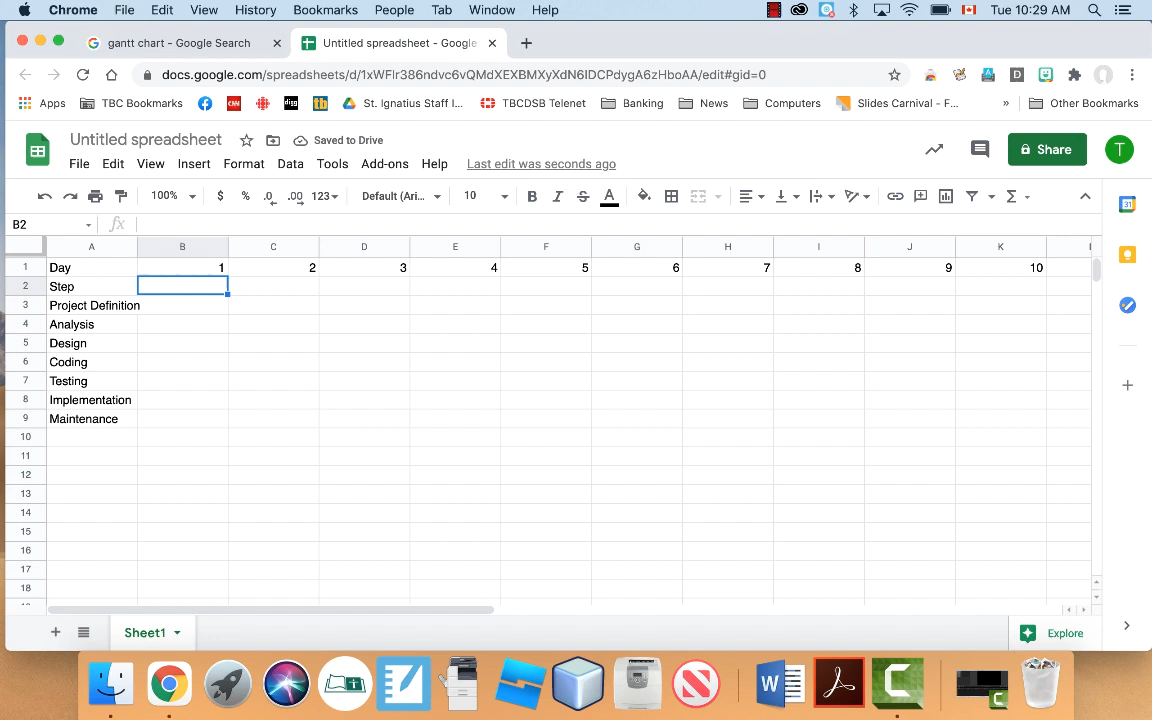 Chrome File Edit View History Bookmarks People Tab Window Help Tue 10:29 AM
gantt chart - Google Search Untitled spreadsheet - Google
docs.google.com/spreadsheets/d/1xWFlr386ndvc6vQMdXEXBMXyXdN6IDCPdygA6zHboAA/edit#gid=0
Apps TBC Bookmarks CNN digg tb St. Ignatius Staff I... TBCDSB Telenet Banking News Computers Slides Carnival - F... » Other Bookmarks
Untitled spreadsheet Saved to Drive
File Edit View Insert Format Data Tools Add-ons Help Last edit was seconds ago
Share T
100% $ % .0 .00 123 Default (Ari... 10 B I S A Σ
B2 fx
A B C D E F G H I J K
1 Day 1 2 3 4 5 6 7 8 9 10
2 Step
3 Project Definition
4 Analysis
5 Design
6 Coding
7 Testing
8 Implementation
9 Maintenance
10
11
12
13
14
15
16
17
18
Sheet1 Explore
31
W